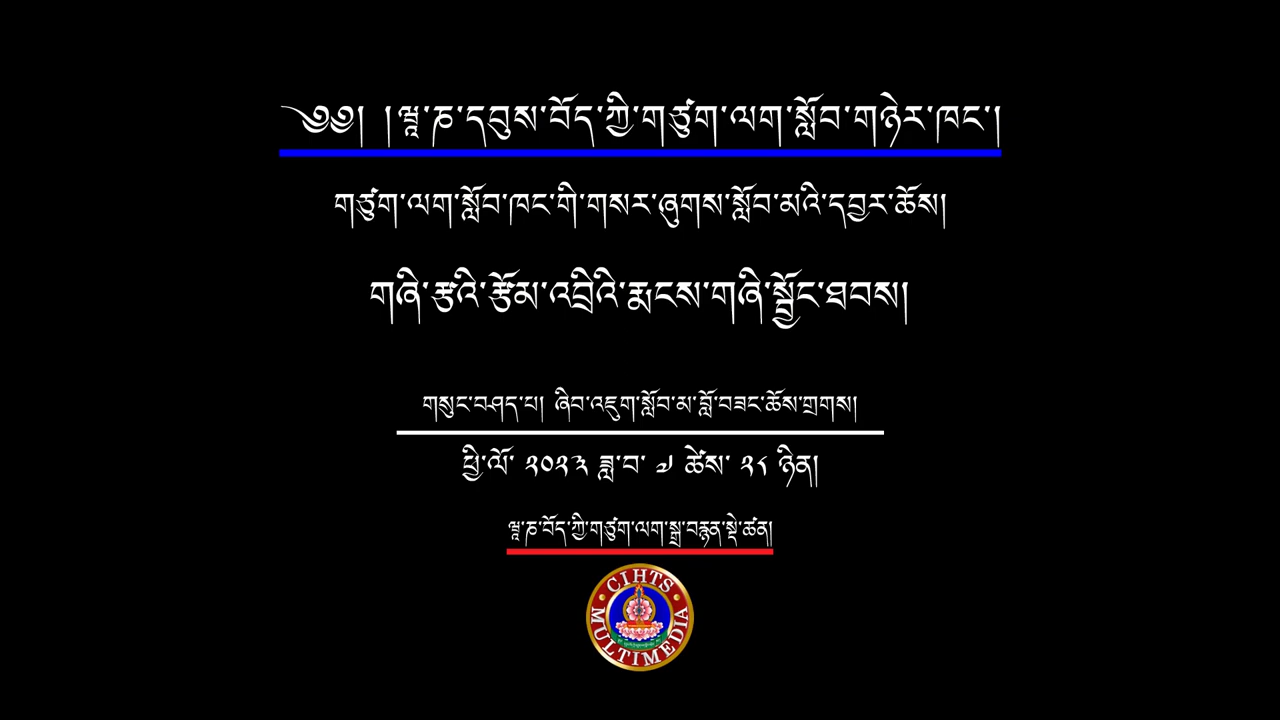 ༄༅། །ཝཱ་ཎ་དབུས་བོད་ཀྱི་གཙུག་ལག་སློབ་གཉེར་ཁང་།
གཙུག་ལག་སློབ་ཁང་གི་གསར་ཞུགས་སློབ་མའི་དབྱར་ཆོས།
གཞི་རྩའི་རྩོམ་འབྲིའི་རྨངས་གཞི་སྦྱོང་ཐབས།
གསུང་བཤད་པ། ཞིབ་འཇུག་སློབ་མ་བློ་བཟང་ཆོས་གྲགས།
ཕྱི་ལོ་ ༢༠༢༣ ཟླ་བ་ ༧ ཚེས་ ༢༨ ཉིན།
ཝཱ་ཎ་བོད་ཀྱི་གཙུག་ལག་སྒྲ་བརྙན་སྡེ་ཚན།
CIHTS
MULTIMEDIA